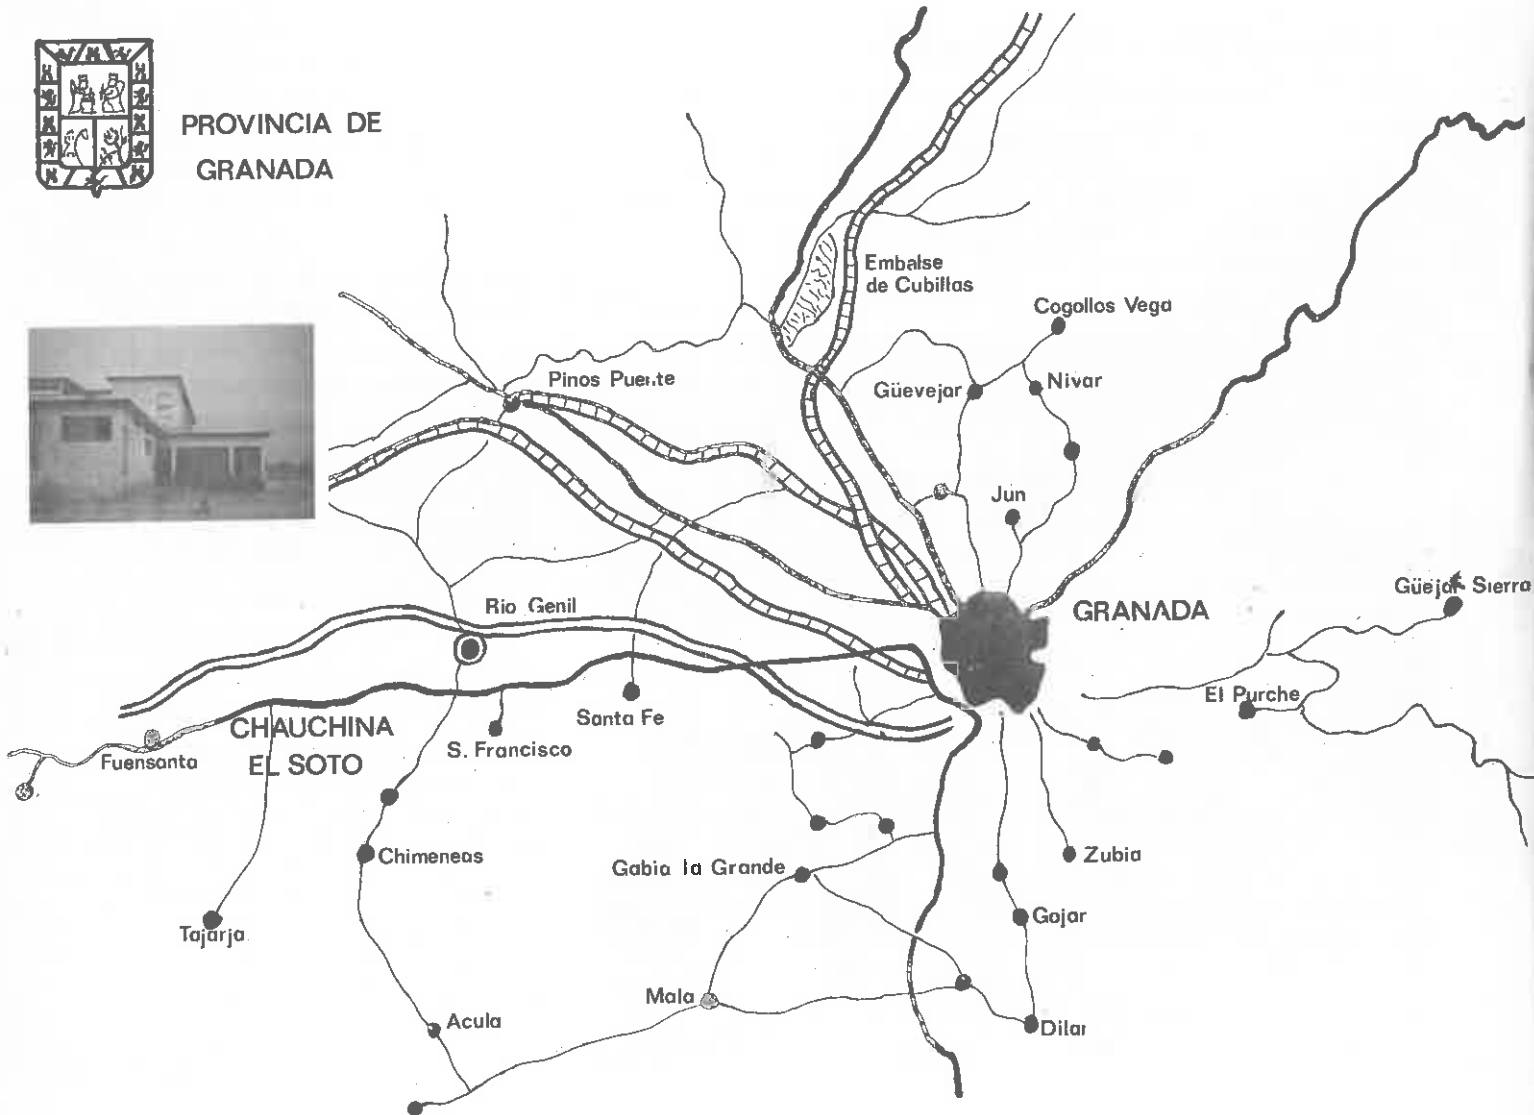 PROVINCIA DE
GRANADA
Embalse
de Cubillas
Cogollos Vega
Pinos Puente
Güevejar
Nivar
Jun
Güejar Sierra
Rio Genil
GRANADA
El Purche
Santa Fe
CHAUCHINA
EL SOTO
S. Francisco
Fuensanta
Chimeneas
Zubia
Gabia la Grande
Gojar
Tajarja
Mala
Acula
Dilar